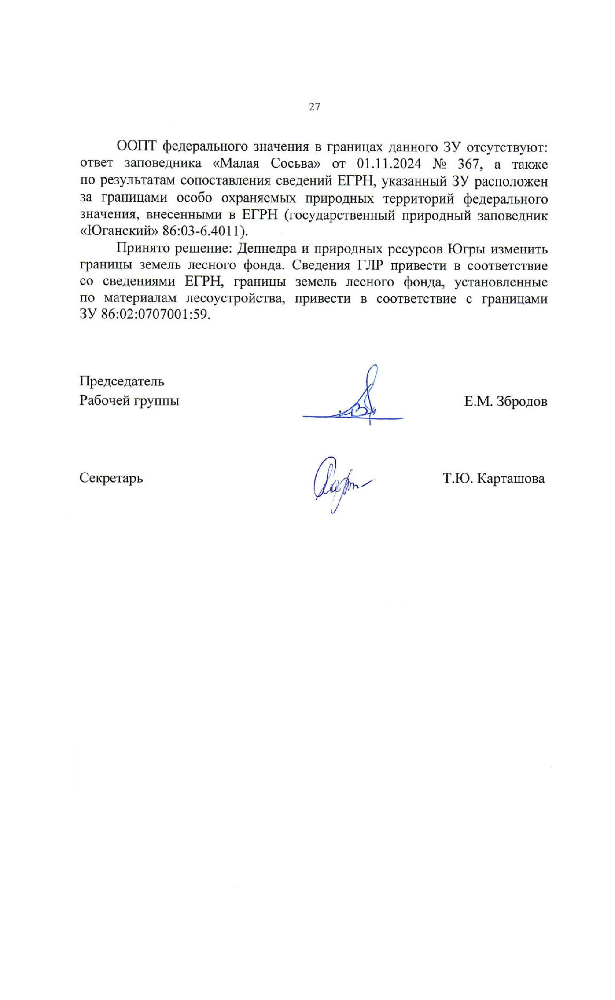 27
ООПТ федерального значения в границах данного ЗУ отсутствуют:
ответ заповедника «Малая Сосьва» от 01.11.2024 № 367, а также
по результатам сопоставления сведений ЕГРН, указанный ЗУ расположен
за границами особо охраняемых природных территорий федерального
значения, внесенными в ЕГРН (государственный природный заповедник
«Юганский» 86:03-6.4011).
Принято решение: Депнедра и природных ресурсов Югры изменить
границы земель лесного фонда. Сведения ГЛР привести в соответствие
со сведениями ЕГРН, границы земель лесного фонда, установленные
по материалам лесоустройства, привести в соответствие с границами
ЗУ 86:02:0707001:59.
Председатель
Рабочей группы Е.М. Збродов
Секретарь Т.Ю. Карташова